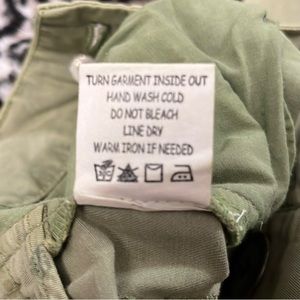 TURN GARMENT INSIDE OUT
HAND WASH COLD
DO NOT BLEACH
LINE DRY
WARM IRON IF NEEDED